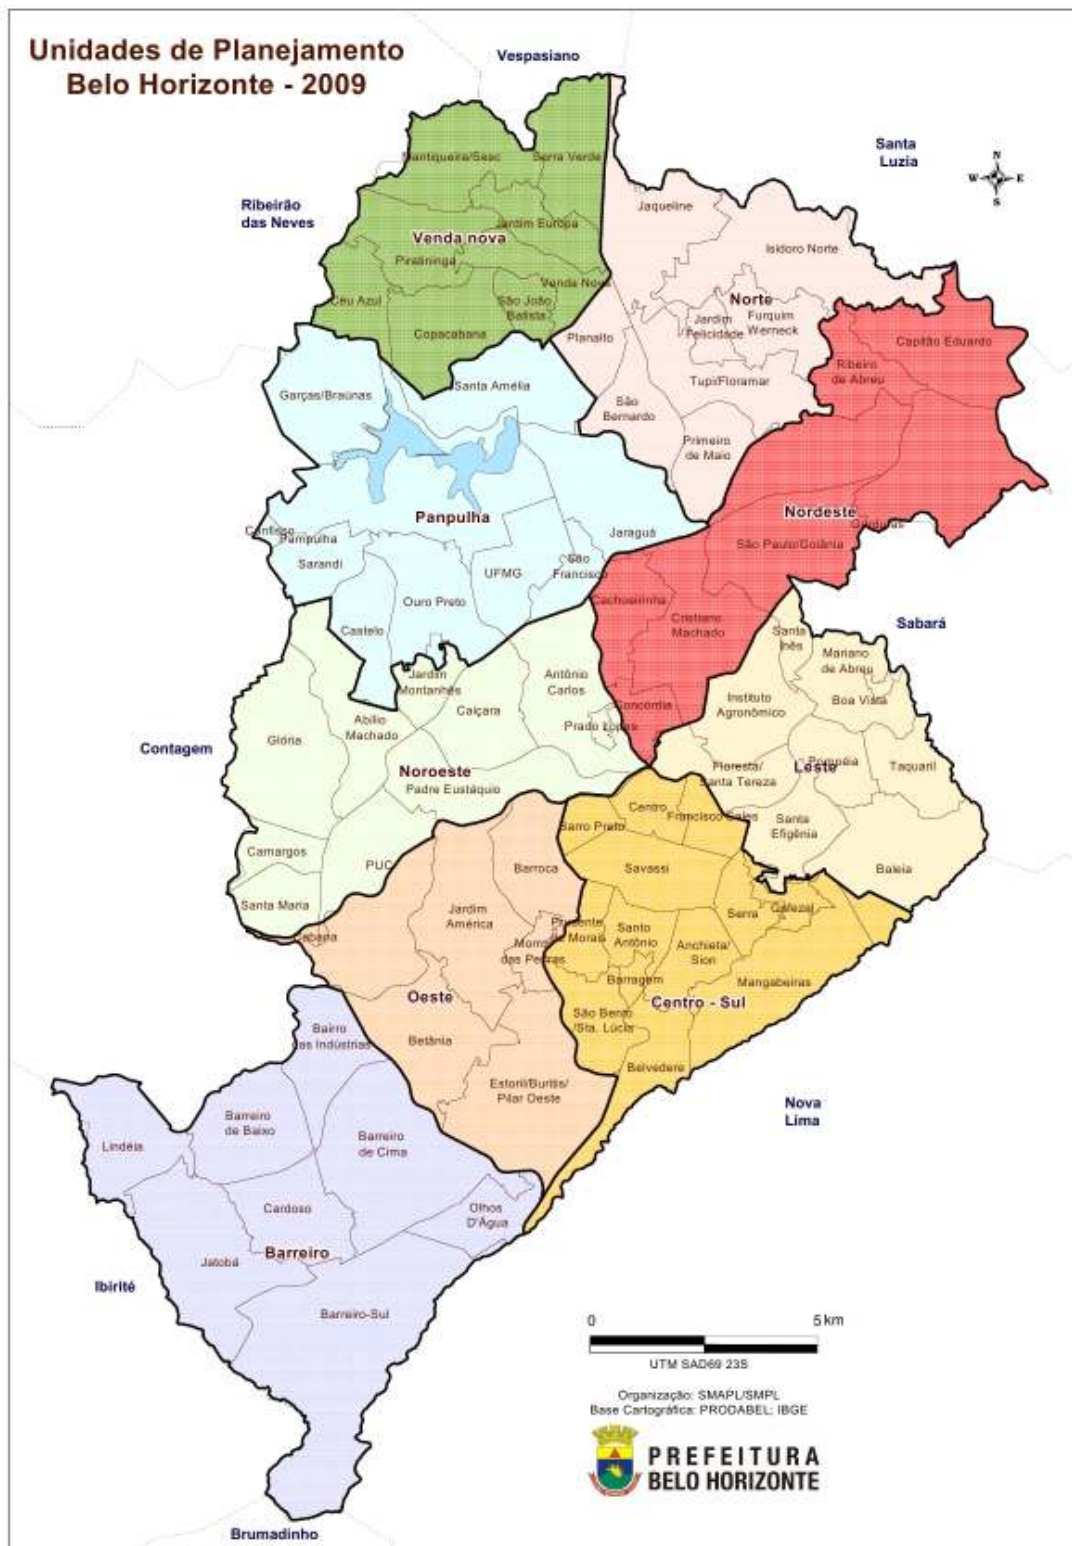 Unidades de Planejamento
Belo Horizonte - 2009
Vespasiano
Santa
Luzia
N
W
E
S
Ribeirão
das Neves
Mantiqueira/Sesc
Serra Verde
Jardim Europa
Venda nova
Piratininga
Venda Nova
Céu Azul
São João
Batista
Copacabana
Jaqueline
Isidoro Norte
Norte
Jardim
Felicidade
Furquim
Werneck
Planalto
Tupi/Floramar
São
Bernardo
Primeiro
de Maio
Capitão Eduardo
Ribeiro
de Abreu
Nordeste
Gorduras
São Paulo/Goiânia
Cachoeirinha
Cristiano
Machado
Concórdia
Garças/Braúnas
Santa Amélia
Panpulha
Confisco
Pampulha
Sarandi
Jaraguá
UFMG
São
Francisco
Ouro Preto
Castelo
Sabará
Santa
Inês
Mariano
de Abreu
Boa Vista
Instituto
Agronômico
Floresta/
Santa Tereza
Pompéia
Leste
Taquaril
Santa
Efigênia
Baleia
Contagem
Jardim
Montanhês
Antônio
Carlos
Caiçara
Prado Lopes
Abílio
Machado
Glória
Noroeste
Padre Eustáquio
Camargos
PUC
Santa Maria
Centro
Francisco Sales
Barro Preto
Savassi
Serra
Cafezal
Prudente
de Morais
Santo
Antônio
Anchieta/
Sion
Barragem
Mangabeiras
Centro - Sul
São Bento
/Sta. Lúcia
Belvedere
Barroca
Jardim
América
Morro
das Pedras
Cabana
Oeste
Betânia
Estoril/Buritis/
Pilar Oeste
Nova
Lima
Bairro
das Indústrias
Barreiro
de Baixo
Barreiro
de Cima
Lindéia
Cardoso
Olhos
D'Água
Barreiro
Jatobá
Barreiro-Sul
Ibirité
Brumadinho
0
5 km
UTM SAD69 23S
Organização: SMAPL/SMPL
Base Cartográfica: PRODABEL; IBGE
PREFEITURA
BELO HORIZONTE